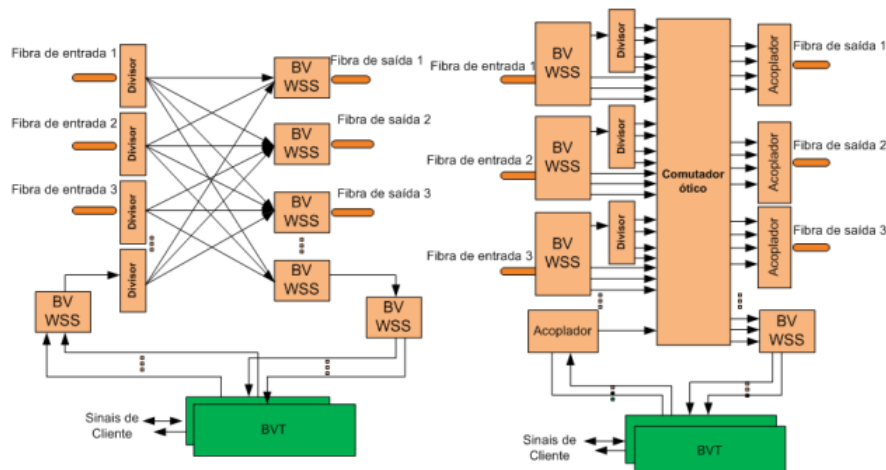 Fibra de entrada 1
Divisor
BV
WSS
Fibra de saída 1
Fibra de entrada 2
Divisor
BV
WSS
Fibra de saída 2
Fibra de entrada 3
Divisor
BV
WSS
Fibra de saída 3
Divisor
BV
WSS
BV
WSS
BV
WSS
Sinais de
Cliente
BVT
Fibra de entrada 1
BV
WSS
Divisor
Acoplador
Fibra de saída 1
Fibra de entrada 2
BV
WSS
Divisor
Comutador
ótico
Acoplador
Fibra de saída 2
Fibra de entrada 3
BV
WSS
Divisor
Acoplador
Fibra de saída 3
Acoplador
BV
WSS
Sinais de
Cliente
BVT